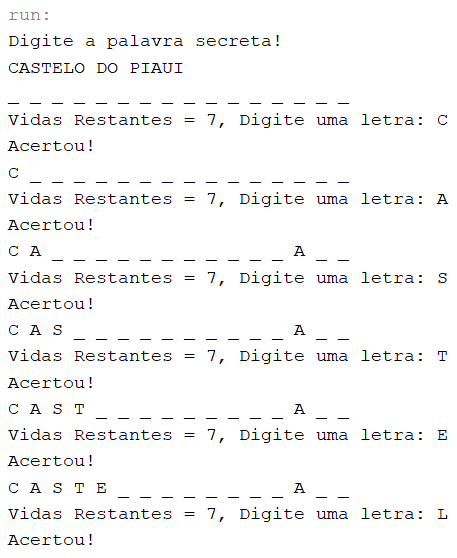 run:
Digite a palavra secreta!
CASTELO DO PIAUI
_ _ _ _ _ _ _ _ _ _ _ _ _ _ _ _
Vidas Restantes = 7, Digite uma letra: C
Acertou!
C _ _ _ _ _ _ _ _ _ _ _ _ _ _ _
Vidas Restantes = 7, Digite uma letra: A
Acertou!
C A _ _ _ _ _ _ _ _ _ _ _ A _ _
Vidas Restantes = 7, Digite uma letra: S
Acertou!
C A S _ _ _ _ _ _ _ _ _ _ A _ _
Vidas Restantes = 7, Digite uma letra: T
Acertou!
C A S T _ _ _ _ _ _ _ _ _ A _ _
Vidas Restantes = 7, Digite uma letra: E
Acertou!
C A S T E _ _ _ _ _ _ _ _ A _ _
Vidas Restantes = 7, Digite uma letra: L
Acertou!